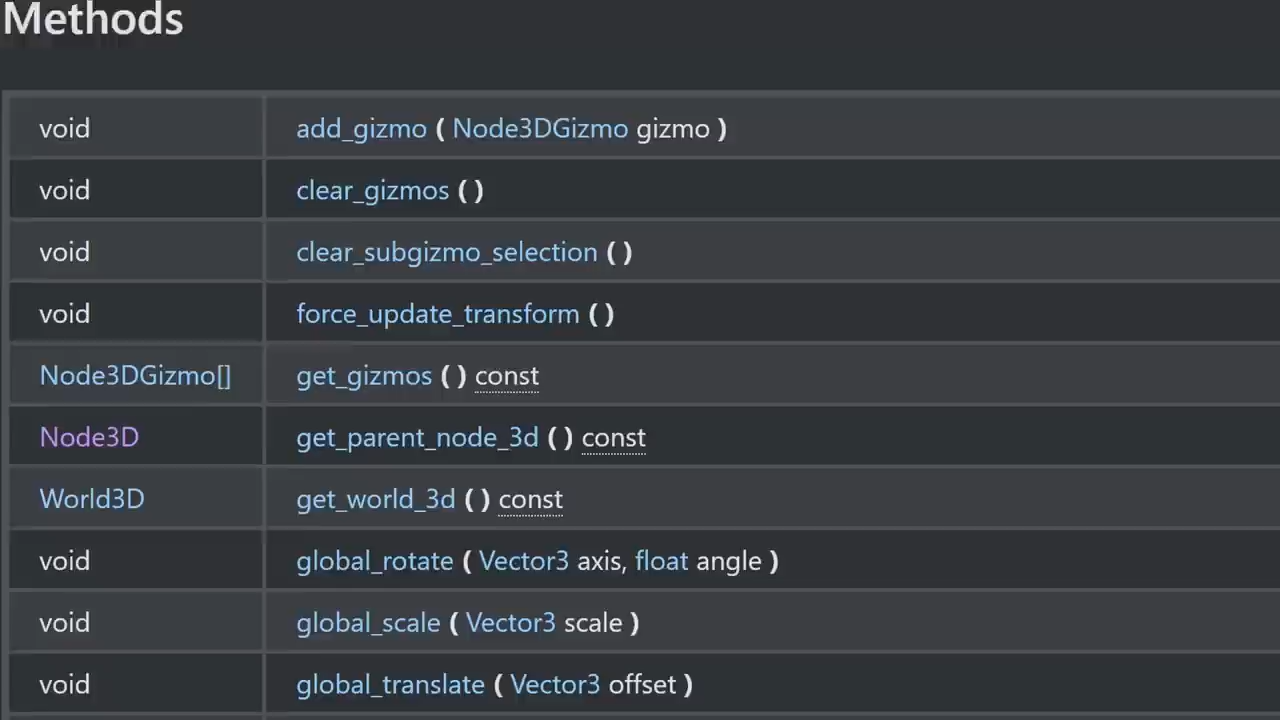 Methods
void add_gizmo ( Node3DGizmo gizmo )
void clear_gizmos ( )
void clear_subgizmo_selection ( )
void force_update_transform ( )
Node3DGizmo[] get_gizmos ( ) const
Node3D get_parent_node_3d ( ) const
World3D get_world_3d ( ) const
void global_rotate ( Vector3 axis, float angle )
void global_scale ( Vector3 scale )
void global_translate ( Vector3 offset )